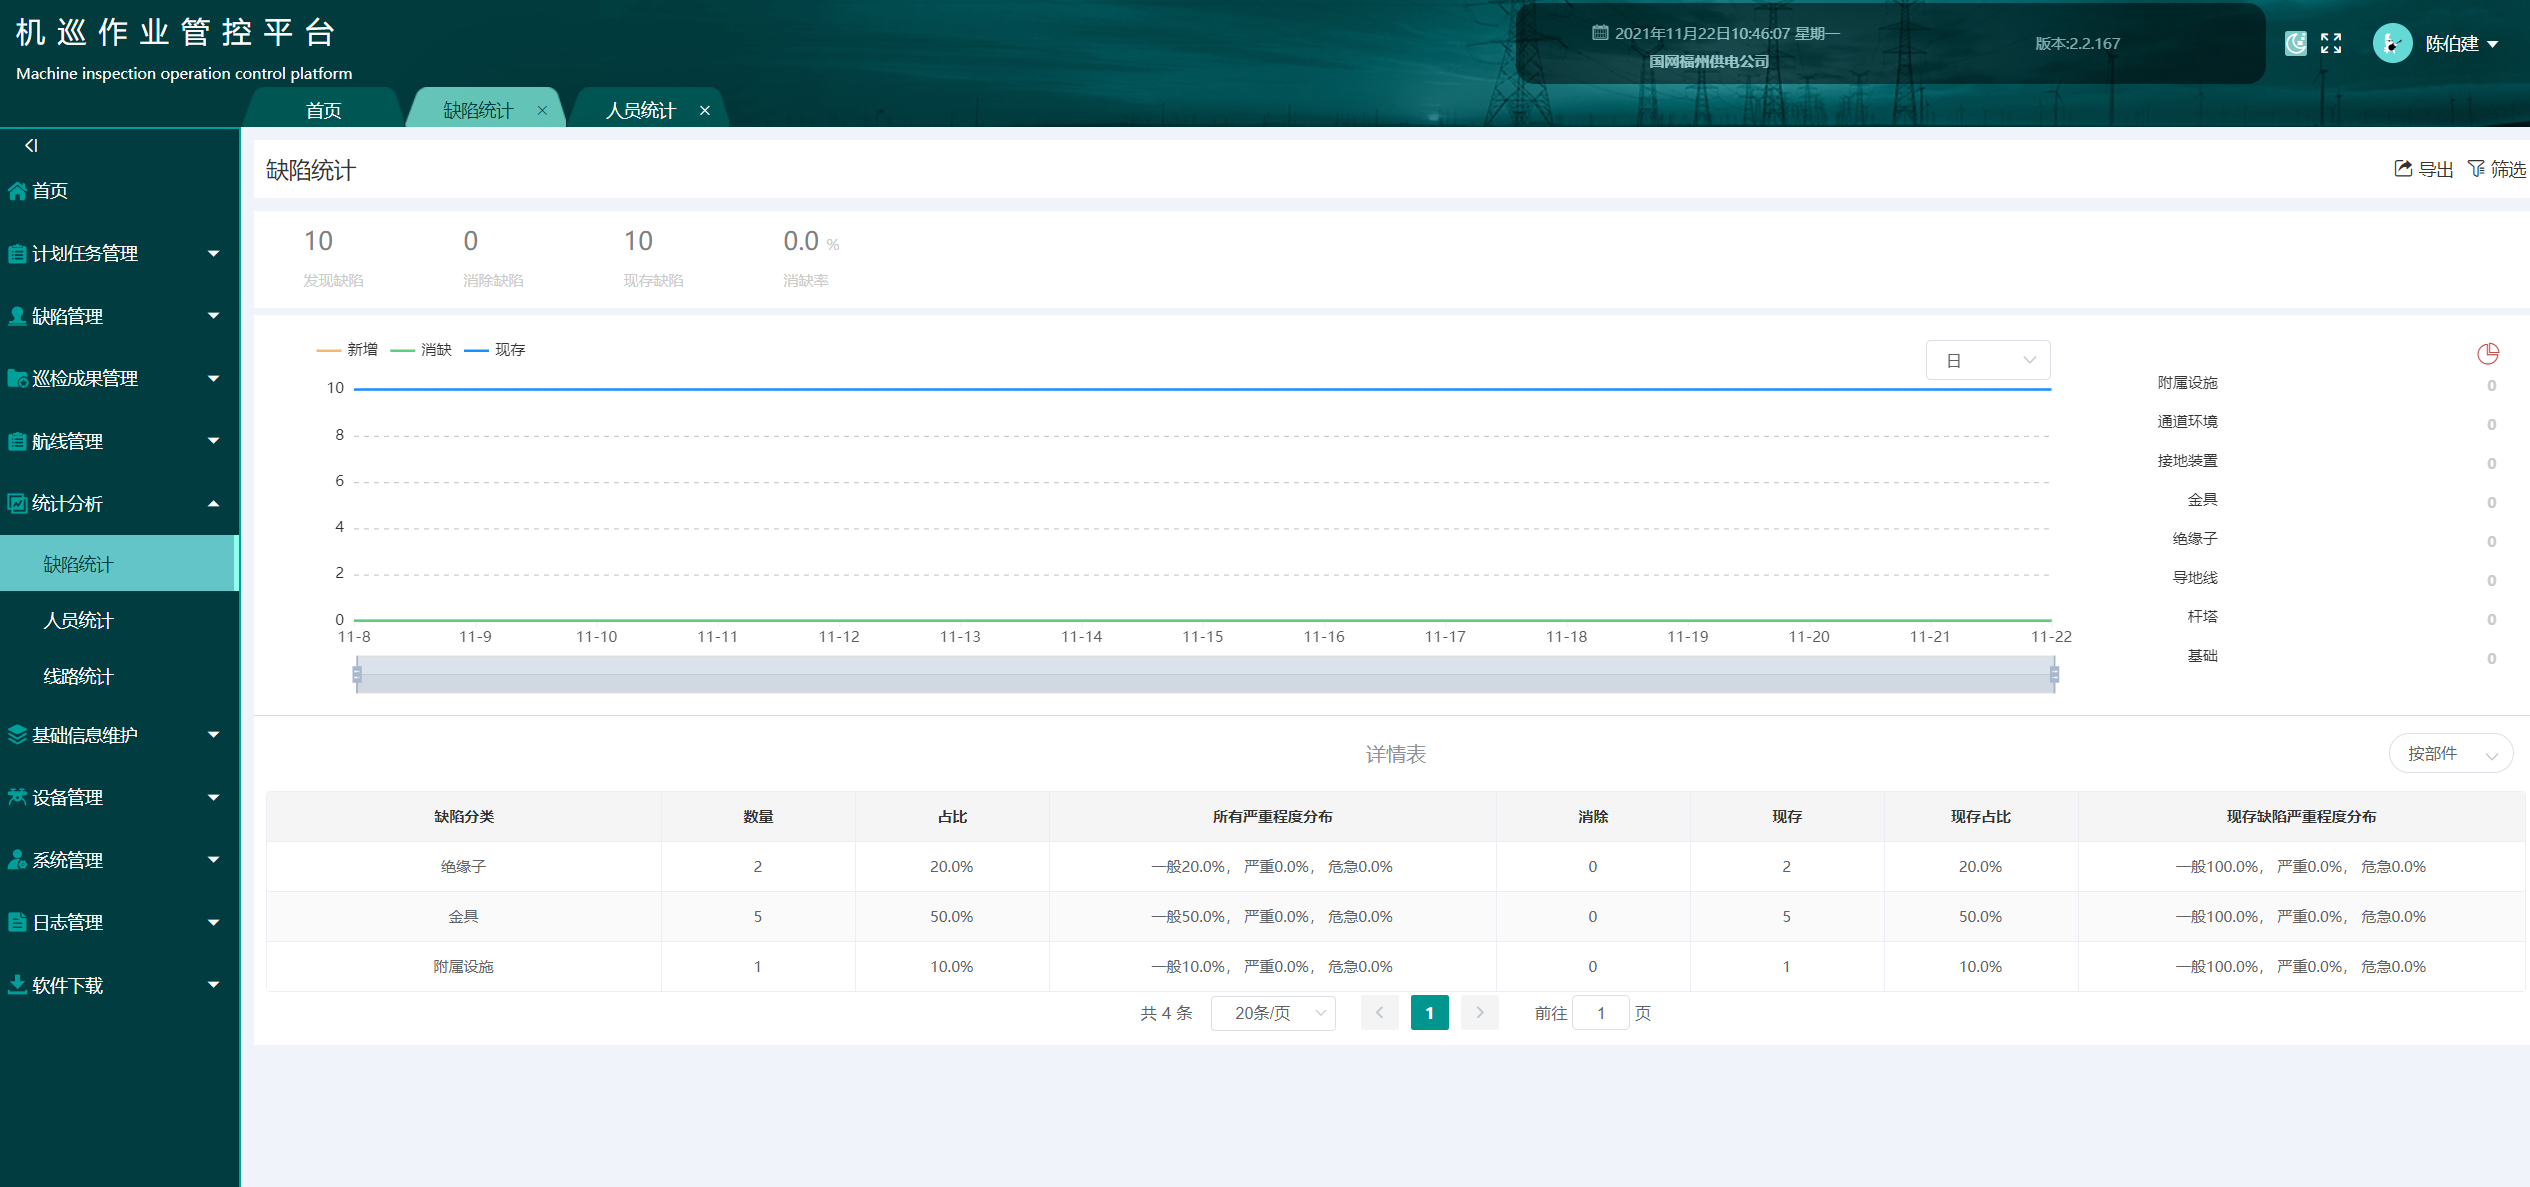 机巡作业管控平台
Machine inspection operation control platform
2021年11月22日10:46:07 星期一
国网福州供电公司
版本:2.2.167
陈伯建
首页
缺陷统计
人员统计
首页
计划任务管理
缺陷管理
巡检成果管理
航线管理
统计分析
缺陷统计
人员统计
线路统计
基础信息维护
设备管理
系统管理
日志管理
软件下载
缺陷统计
导出 筛选
10 0 10 0.0 %
发现缺陷 消除缺陷 现存缺陷 消缺率
新增 消缺 现存
日
10
8
6
4
2
0
11-8 11-9 11-10 11-11 11-12 11-13 11-14 11-15 11-16 11-17 11-18 11-19 11-20 11-21 11-22
附属设施 0
通道环境 0
接地装置 0
金具 0
绝缘子 0
导地线 0
杆塔 0
基础 0
详情表
按部件
缺陷分类 数量 占比 所有严重程度分布 消除 现存 现存占比 现存缺陷严重程度分布
绝缘子 2 20.0% 一般20.0%, 严重0.0%, 危急0.0% 0 2 20.0% 一般100.0%, 严重0.0%, 危急0.0%
金具 5 50.0% 一般50.0%, 严重0.0%, 危急0.0% 0 5 50.0% 一般100.0%, 严重0.0%, 危急0.0%
附属设施 1 10.0% 一般10.0%, 严重0.0%, 危急0.0% 0 1 10.0% 一般100.0%, 严重0.0%, 危急0.0%
共 4 条 20条/页 1 前往 1 页